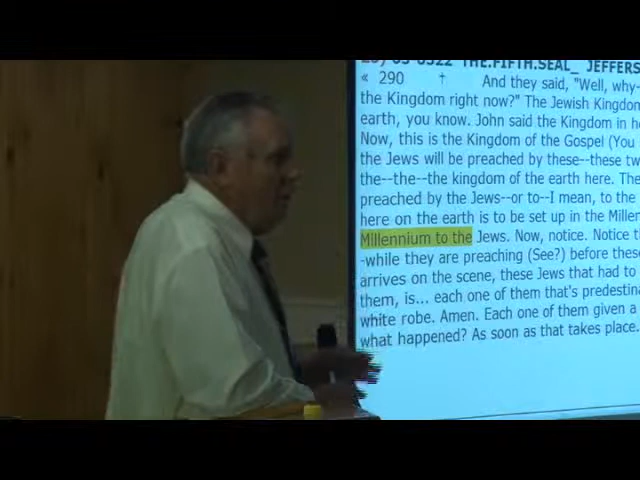 0322 THE.FIFTH.SEAL_ JEFFERS
« 290 † And they said, "Well, why-
the Kingdom right now?" The Jewish Kingdom
earth, you know. John said the Kingdom in he
Now, this is the Kingdom of the Gospel (You s
the Jews will be preached by these--these tw
the--the--the kingdom of the earth here. The
preached by the Jews--or to--I mean, to the
here on the earth is to be set up in the Millen
Millennium to the Jews. Now, notice. Notice th
-while they are preaching (See?) before these
arrives on the scene, these Jews that had to
them, is... each one of them that's predestina
white robe. Amen. Each one of them given a
what happened? As soon as that takes place.